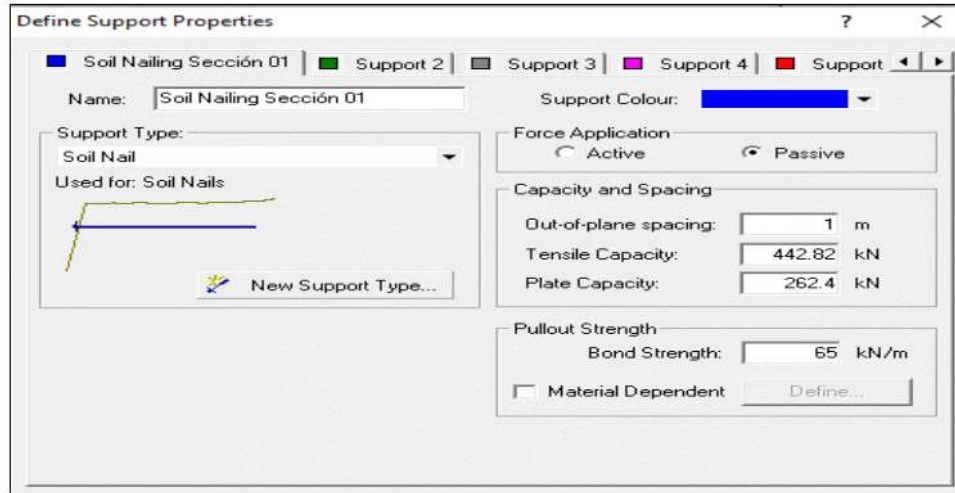 Define Support Properties ? ×
Soil Nailing Sección 01 Support 2 Support 3 Support 4 Support
Name: Soil Nailing Sección 01
Support Colour:
Support Type:
Soil Nail
Used for: Soil Nails
New Support Type...
Force Application
Active Passive
Capacity and Spacing
Out-of-plane spacing: 1 m
Tensile Capacity: 442.82 kN
Plate Capacity: 262.4 kN
Pullout Strength
Bond Strength: 65 kN/m
Material Dependent Define...